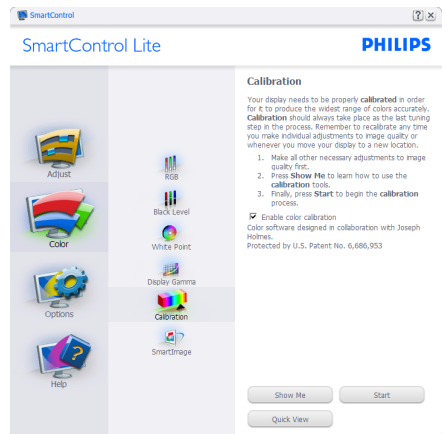 SmartControl
SmartControl Lite
PHILIPS
Adjust
Color
Options
Help
RGB
Black Level
White Point
Display Gamma
Calibration
SmartImage
Calibration
Your display needs to be properly calibrated in order
for it to produce the widest range of colors accurately.
Calibration should always take place as the last tuning
step in the process. Remember to recalibrate any time
you make individual adjustments to image quality or
whenever you move your display to a new location.
1. Make all other necessary adjustments to image
quality first.
2. Press Show Me to learn how to use the
calibration tools.
3. Finally, press Start to begin the calibration
process.
Enable color calibration
Color software designed in collaboration with Joseph
Holmes.
Protected by U.S. Patent No. 6,686,953
Show Me
Start
Quick View